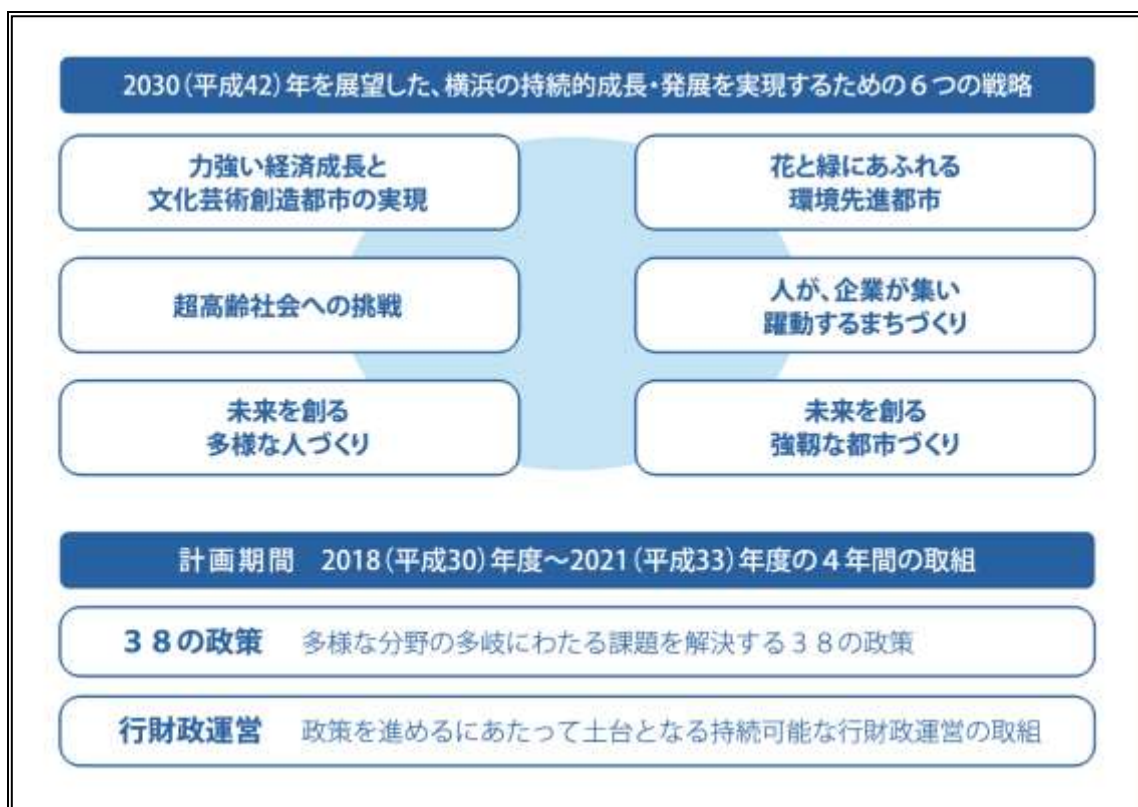 2030（平成42）年を展望した、横浜の持続的成長・発展を実現するための６つの戦略
力強い経済成長と
文化芸術創造都市の実現
花と緑にあふれる
環境先進都市
超高齢社会への挑戦
人が、企業が集い
躍動するまちづくり
未来を創る
多様な人づくり
未来を創る
強靱な都市づくり
計画期間　2018（平成30）年度～2021（平成33）年度の４年間の取組
３８の政策　多様な分野の多岐にわたる課題を解決する３８の政策
行財政運営　政策を進めるにあたって土台となる持続可能な行財政運営の取組